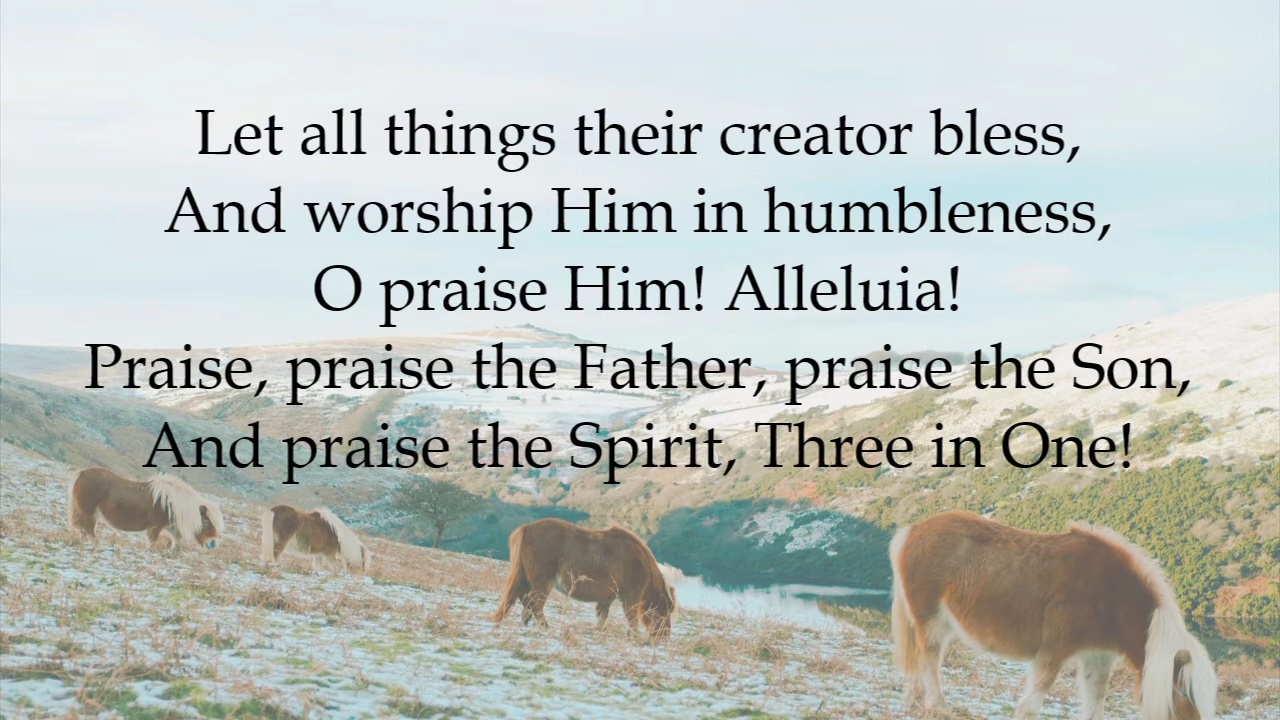 Let all things their creator bless,
And worship Him in humbleness,
O praise Him! Alleluia!
Praise, praise the Father, praise the Son,
And praise the Spirit, Three in One!